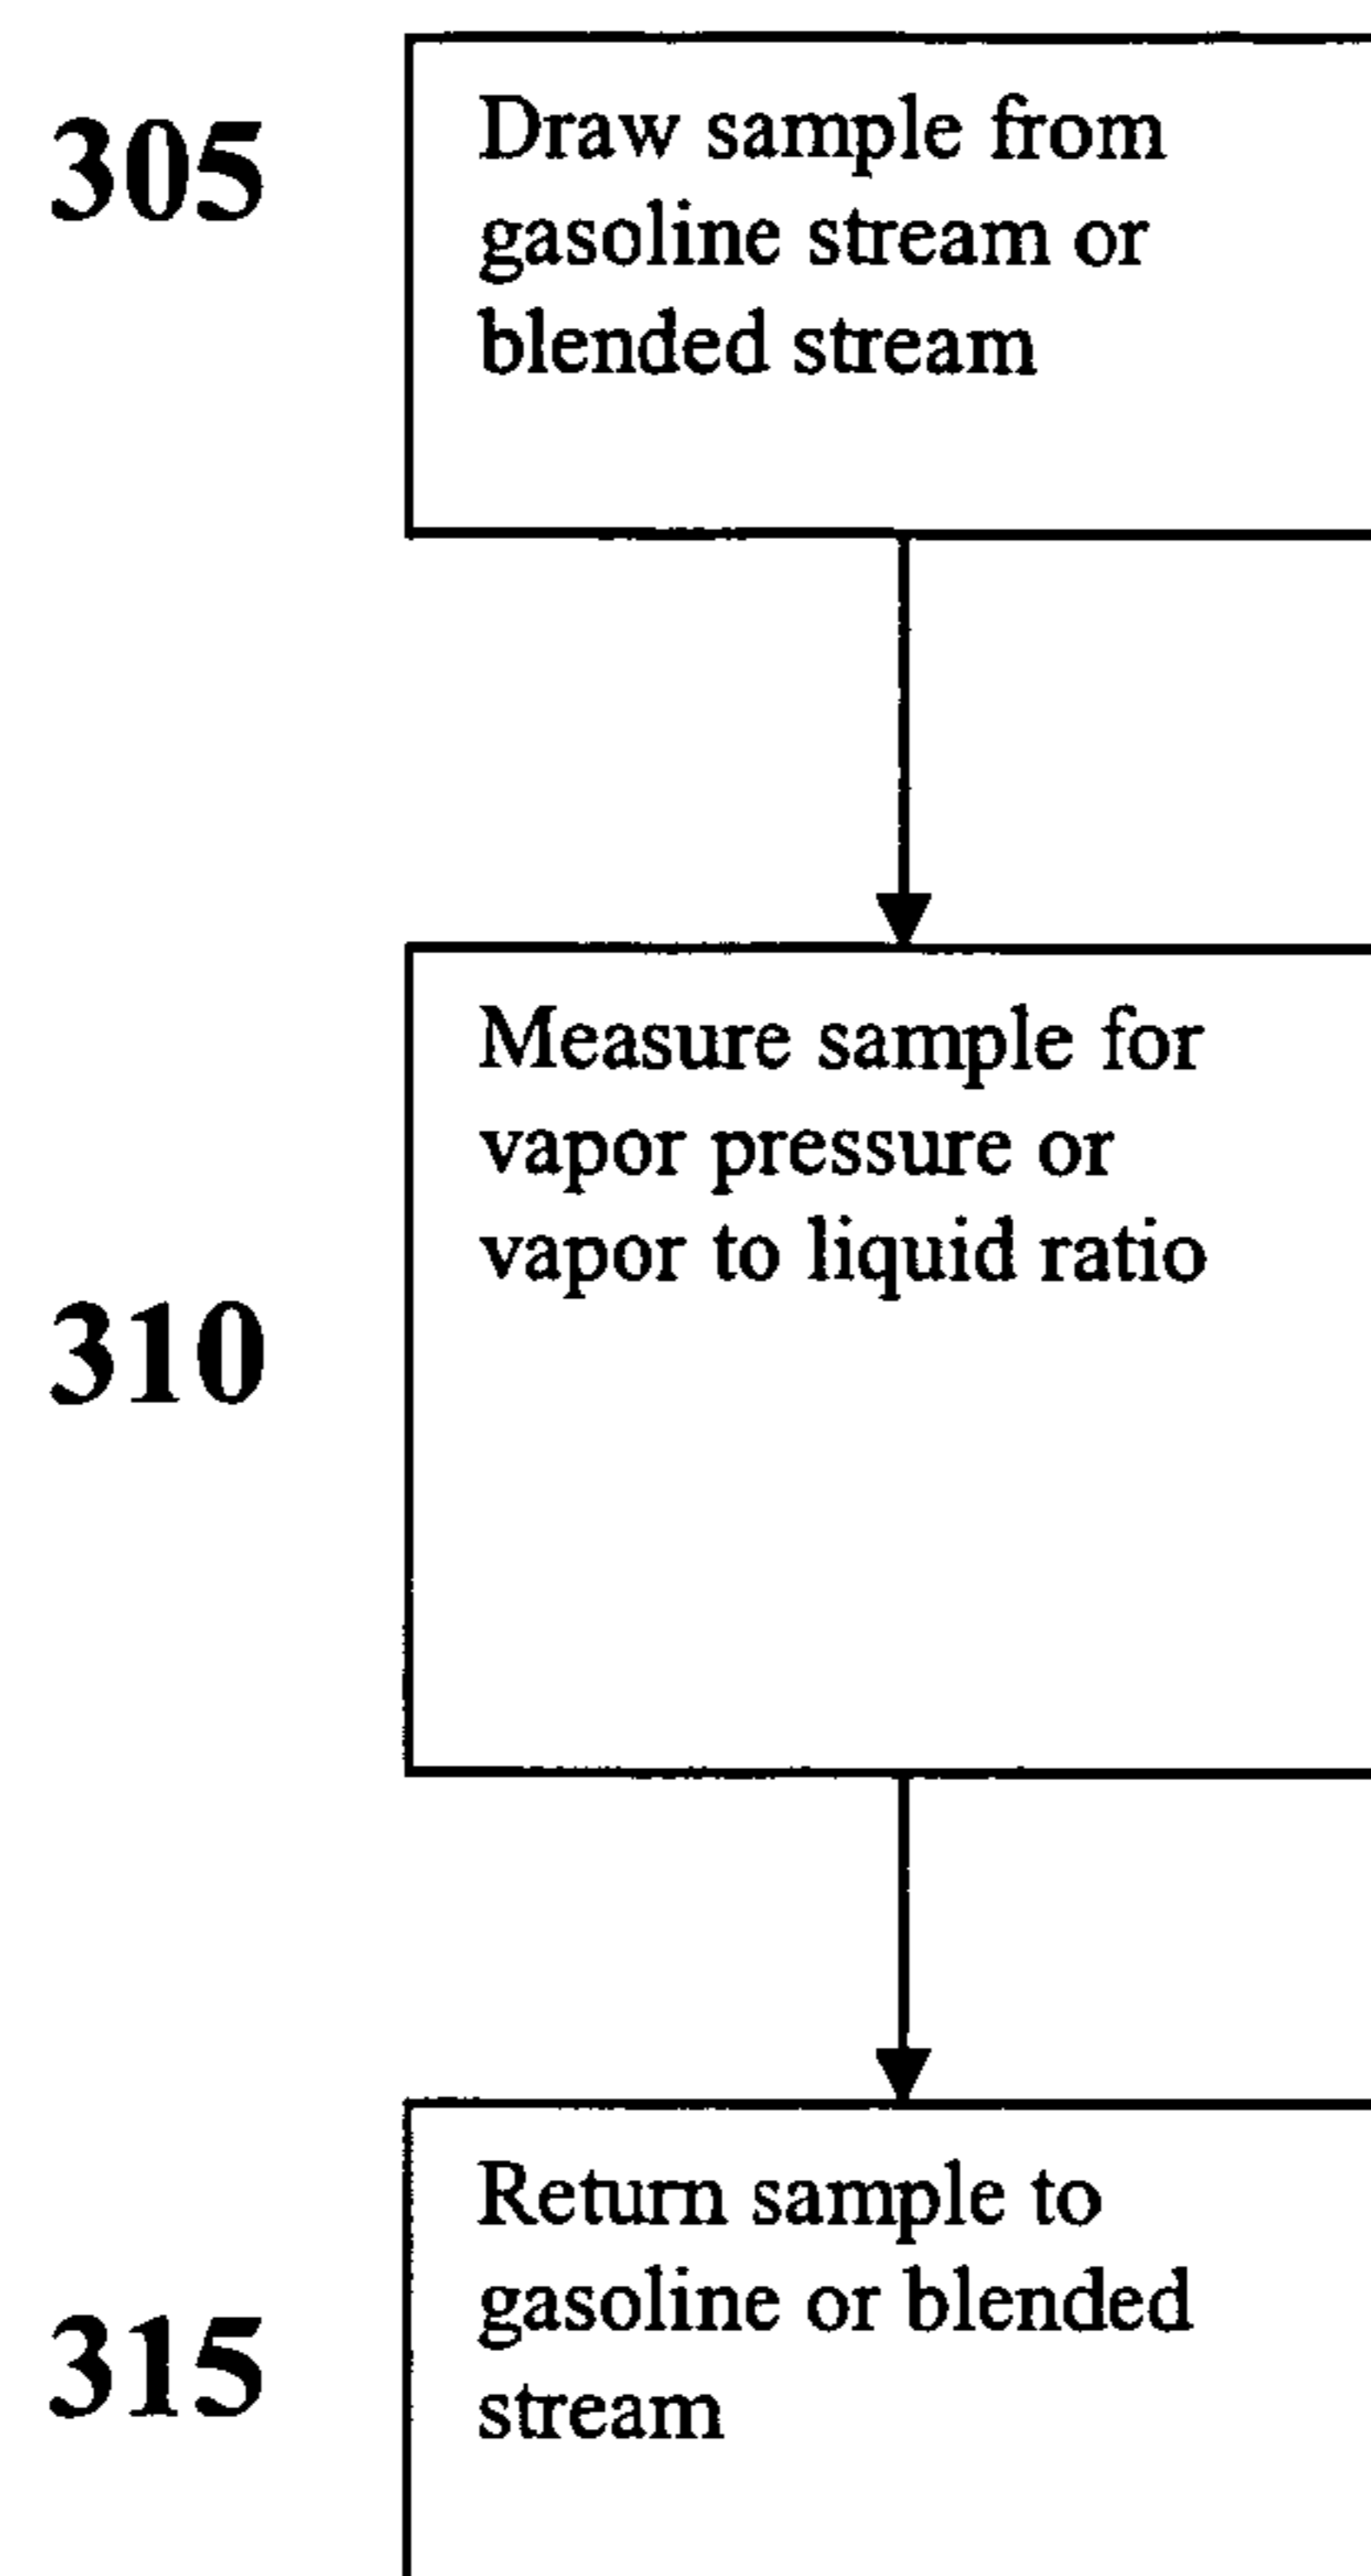 305
Draw sample from
gasoline stream or
blended stream
310
Measure sample for
vapor pressure or
vapor to liquid ratio
315
Return sample to
gasoline or blended
stream